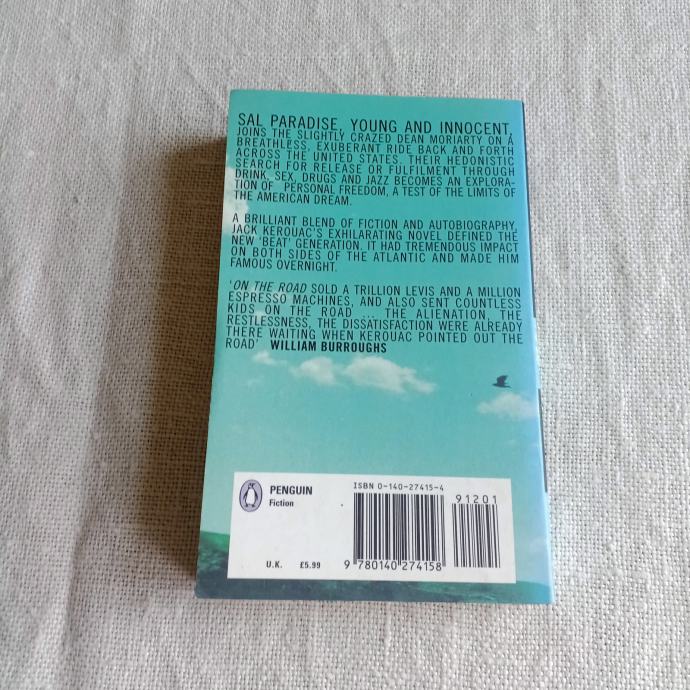 SAL PARADISE, YOUNG AND INNOCENT,
JOINS THE SLIGHTLY CRAZED DEAN MORIARTY ON A
BREATHLESS, EXUBERANT RIDE BACK AND FORTH
ACROSS THE UNITED STATES. THEIR HEDONISTIC
SEARCH FOR RELEASE OR FULFILMENT THROUGH
DRINK, SEX, DRUGS AND JAZZ BECOMES AN EXPLORA-
TION OF PERSONAL FREEDOM, A TEST OF THE LIMITS OF
THE AMERICAN DREAM.
A BRILLIANT BLEND OF FICTION AND AUTOBIOGRAPHY,
JACK KEROUAC'S EXHILARATING NOVEL DEFINED THE
NEW 'BEAT' GENERATION. IT HAD TREMENDOUS IMPACT
ON BOTH SIDES OF THE ATLANTIC AND MADE HIM
FAMOUS OVERNIGHT.
'ON THE ROAD SOLD A TRILLION LEVIS AND A MILLION
ESPRESSO MACHINES, AND ALSO SENT COUNTLESS
KIDS ON THE ROAD ... THE ALIENATION, THE
RESTLESSNESS, THE DISSATISFACTION WERE ALREADY
THERE WAITING WHEN KEROUAC POINTED OUT THE
ROAD' WILLIAM BURROUGHS
PENGUIN
Fiction
U.K. £5.99
ISBN 0-140-27415-4
91201
9 780140 274158